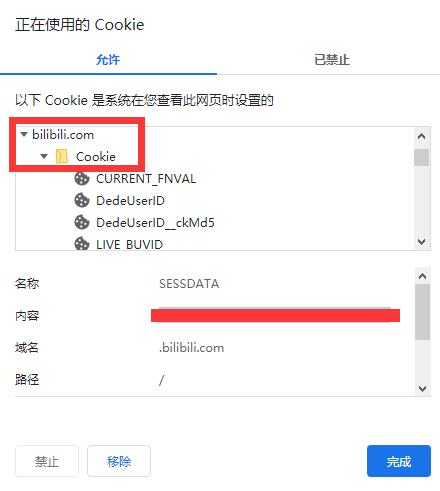 正在使用的 Cookie
允许
已禁止
以下 Cookie 是系统在您查看此网页时设置的
bilibili.com
Cookie
CURRENT_FNVAL
DedeUserID
DedeUserID__ckMd5
LIVE_BUVID
名称 SESSDATA
内容
域名 .bilibili.com
路径 /
禁止 移除 完成